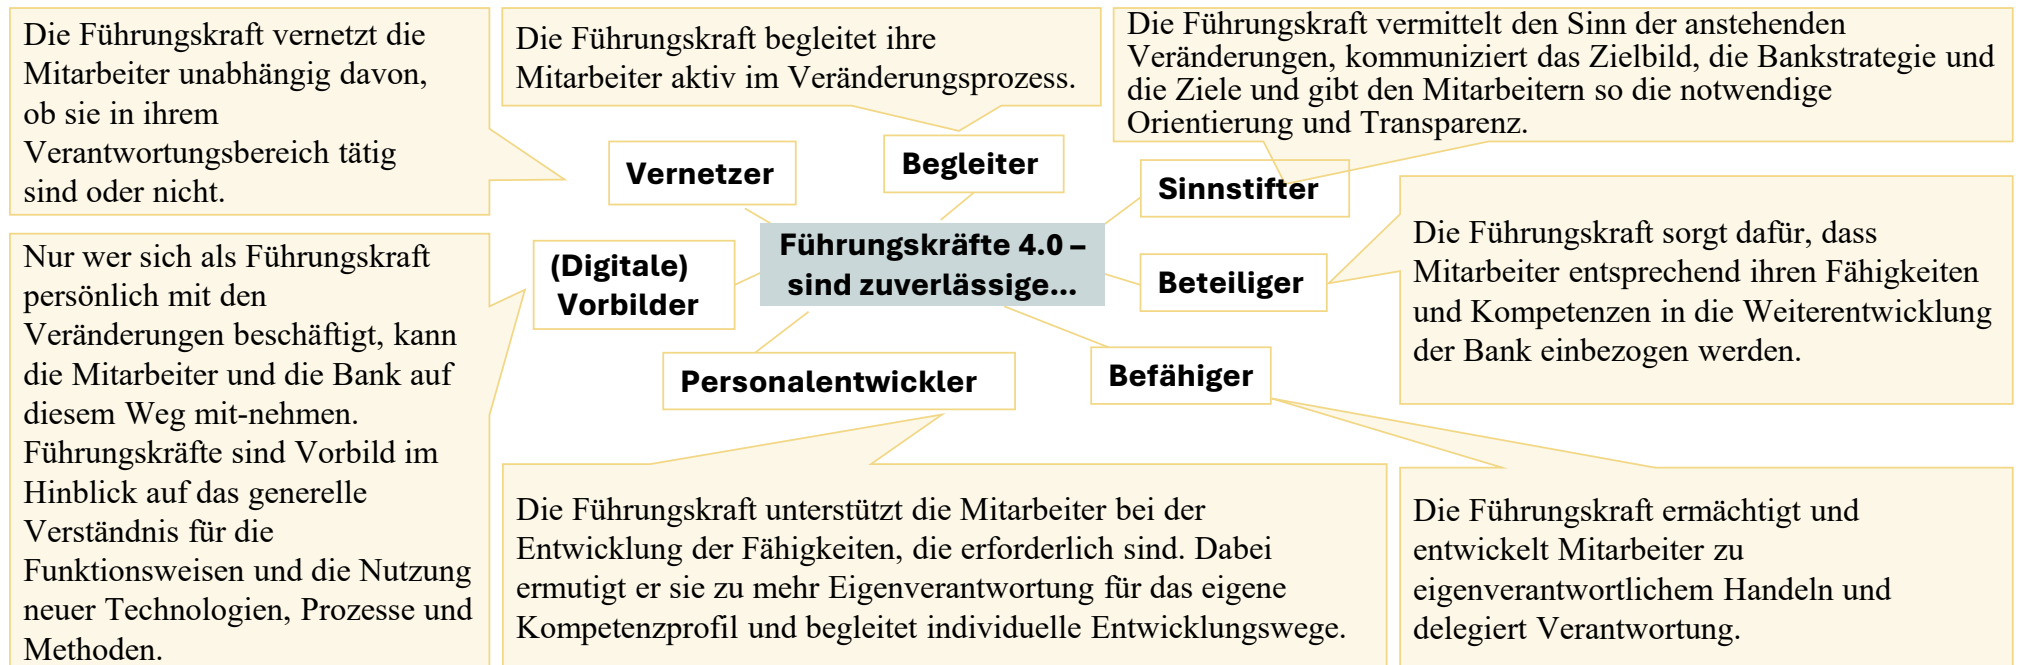 Die Führungskraft vernetzt die
Mitarbeiter unabhängig davon,
ob sie in ihrem
Verantwortungsbereich tätig
sind oder nicht.
Die Führungskraft begleitet ihre
Mitarbeiter aktiv im Veränderungsprozess.
Die Führungskraft vermittelt den Sinn der anstehenden
Veränderungen, kommuniziert das Zielbild, die Bankstrategie und
die Ziele und gibt den Mitarbeitern so die notwendige
Orientierung und Transparenz.
Vernetzer
Begleiter
Sinnstifter
Führungskräfte 4.0 –
sind zuverlässige...
(Digitale)
Vorbilder
Beteiliger
Personalentwickler
Befähiger
Nur wer sich als Führungskraft
persönlich mit den
Veränderungen beschäftigt, kann
die Mitarbeiter und die Bank auf
diesem Weg mit-nehmen.
Führungskräfte sind Vorbild im
Hinblick auf das generelle
Verständnis für die
Funktionsweisen und die Nutzung
neuer Technologien, Prozesse und
Methoden.
Die Führungskraft sorgt dafür, dass
Mitarbeiter entsprechend ihren Fähigkeiten
und Kompetenzen in die Weiterentwicklung
der Bank einbezogen werden.
Die Führungskraft unterstützt die Mitarbeiter bei der
Entwicklung der Fähigkeiten, die erforderlich sind. Dabei
ermutigt er sie zu mehr Eigenverantwortung für das eigene
Kompetenzprofil und begleitet individuelle Entwicklungswege.
Die Führungskraft ermächtigt und
entwickelt Mitarbeiter zu
eigenverantwortlichem Handeln und
delegiert Verantwortung.